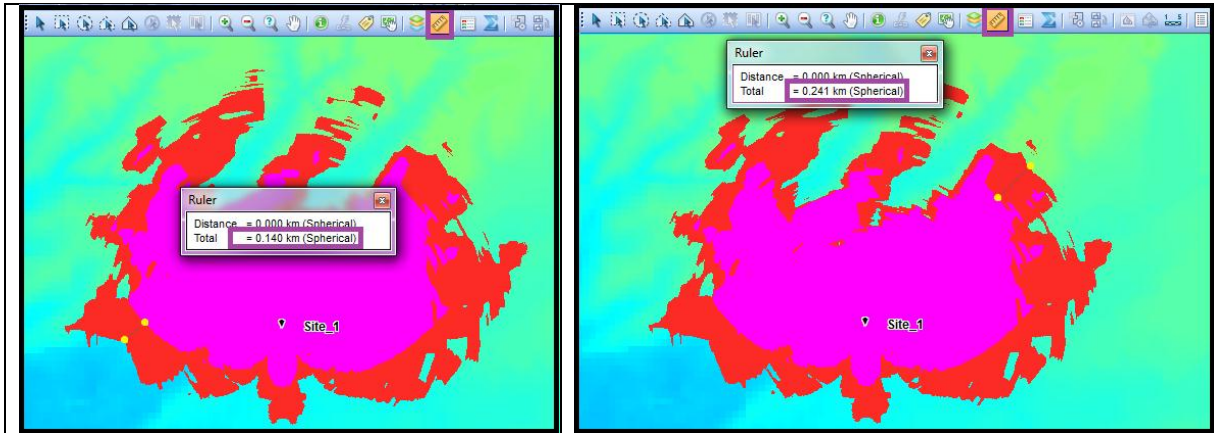 Ruler
Distance = 0.000 km (Spherical)
Total = 0.140 km (Spherical)
Site_1
Ruler
Distance = 0.000 km (Spherical)
Total = 0.241 km (Spherical)
Site_1